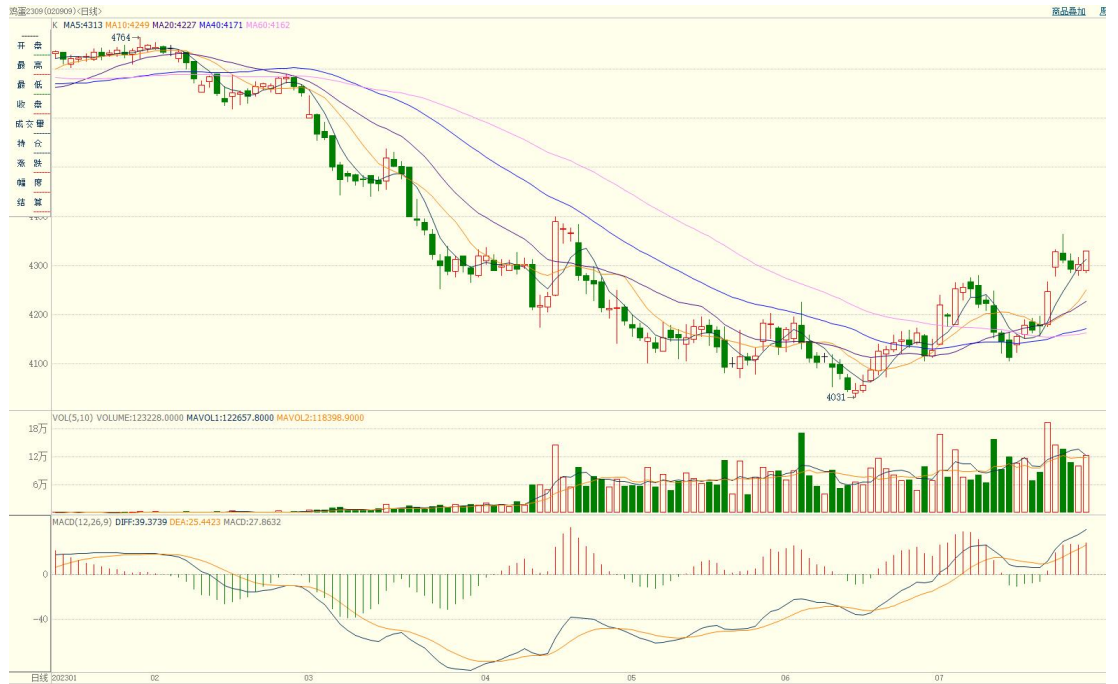 鸡蛋2309(020909)<日线>
商品叠加
K MA5:4313 MA10:4249 MA20:4227 MA40:4171 MA60:4162
4764
开 盘
最 高
最 低
收 盘
成交量
持 仓
涨 跌
幅 度
结 算
4400
4300
4200
4100
4031
VOL(5,10) VOLUME:123228.0000 MAVOL1:122657.8000 MAVOL2:118398.9000
18万
12万
6万
MACD(12,26,9) DIFF:39.3739 DEA:25.4423 MACD:27.8632
0
-40
日线 202301 02 03 04 05 06 07